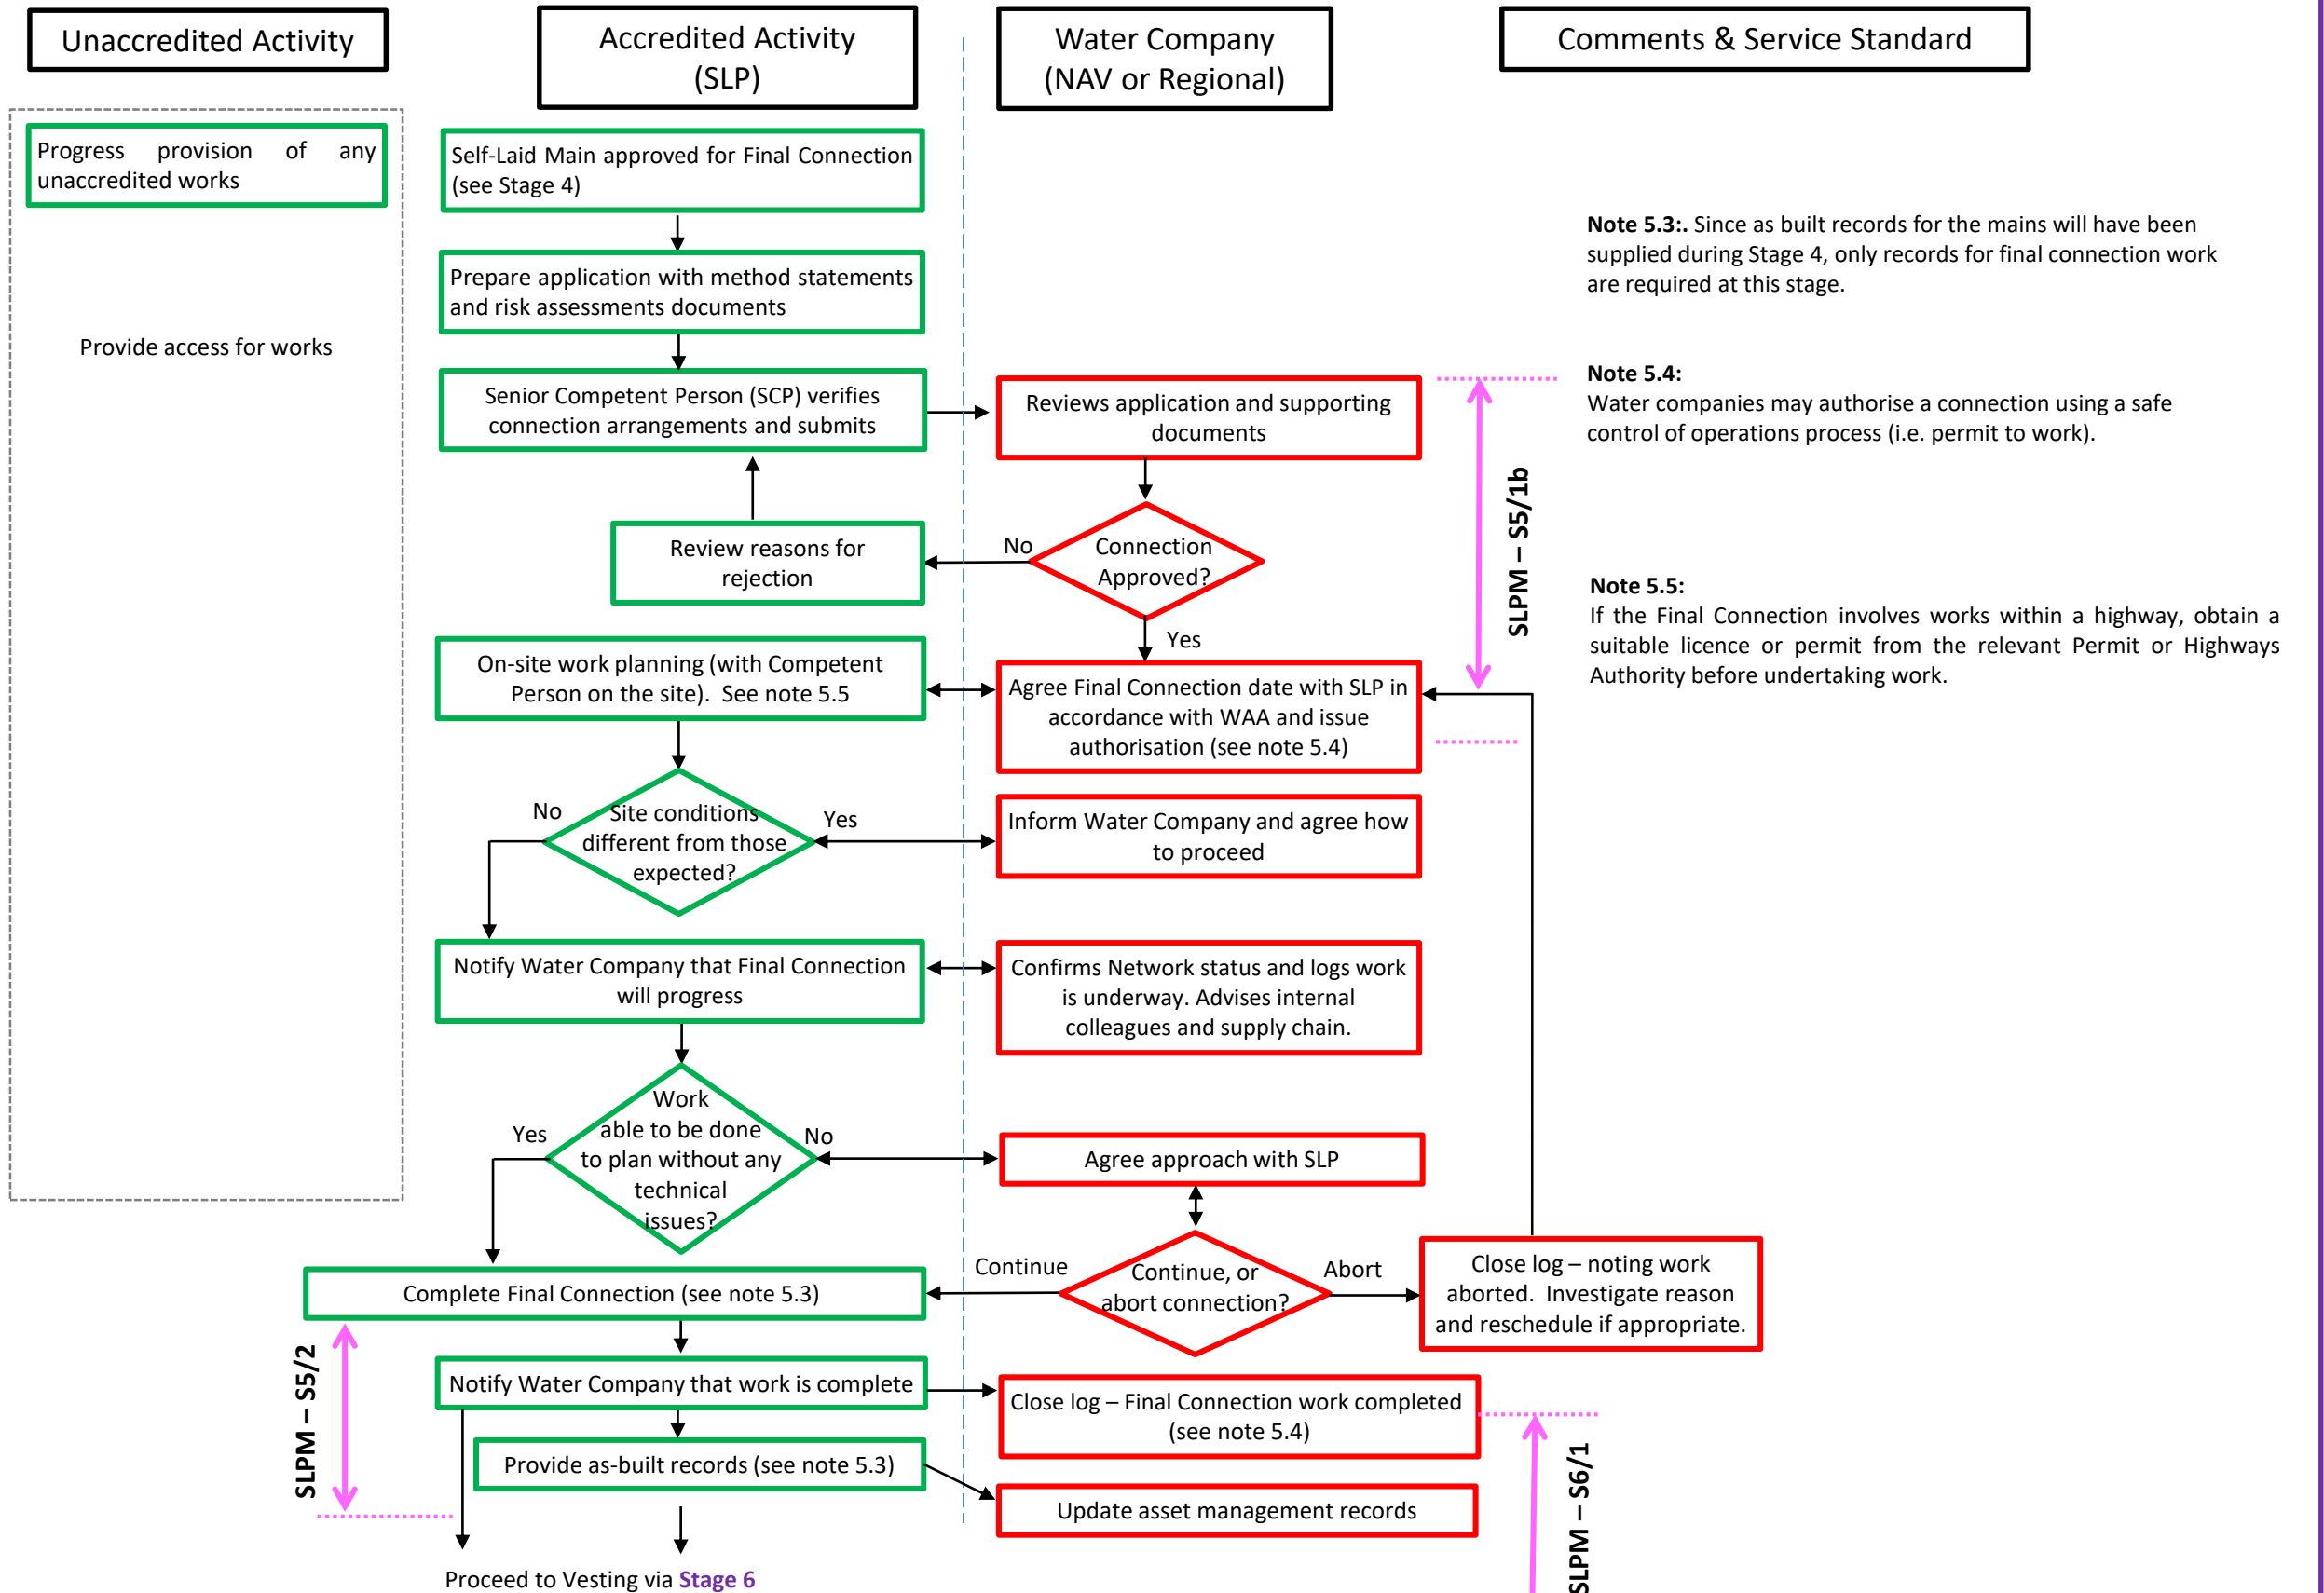 Unaccredited Activity
Accredited Activity
(SLP)
Water Company
(NAV or Regional)
Comments & Service Standard
Progress provision of any
unaccredited works
Provide access for works
Self-Laid Main approved for Final Connection
(see Stage 4)
Prepare application with method statements
and risk assessments documents
Senior Competent Person (SCP) verifies
connection arrangements and submits
Reviews application and supporting
documents
Review reasons for
rejection
No
Connection
Approved?
Yes
On-site work planning (with Competent
Person on the site). See note 5.5
Agree Final Connection date with SLP in
accordance with WAA and issue
authorisation (see note 5.4)
No
Site conditions
different from those
expected?
Yes
Inform Water Company and agree how
to proceed
Notify Water Company that Final Connection
will progress
Confirms Network status and logs work
is underway. Advises internal
colleagues and supply chain.
Yes
Work
able to be done
to plan without any
technical
issues?
No
Agree approach with SLP
Continue
Continue, or
abort connection?
Abort
Close log – noting work
aborted. Investigate reason
and reschedule if appropriate.
Complete Final Connection (see note 5.3)
Notify Water Company that work is complete
Close log – Final Connection work completed
(see note 5.4)
Provide as-built records (see note 5.3)
Update asset management records
Proceed to Vesting via Stage 6
SLPM – S5/2
SLPM – S5/1b
SLPM – S6/1
Note 5.3:. Since as built records for the mains will have been
supplied during Stage 4, only records for final connection work
are required at this stage.
Note 5.4:
Water companies may authorise a connection using a safe
control of operations process (i.e. permit to work).
Note 5.5:
If the Final Connection involves works within a highway, obtain a
suitable licence or permit from the relevant Permit or Highways
Authority before undertaking work.